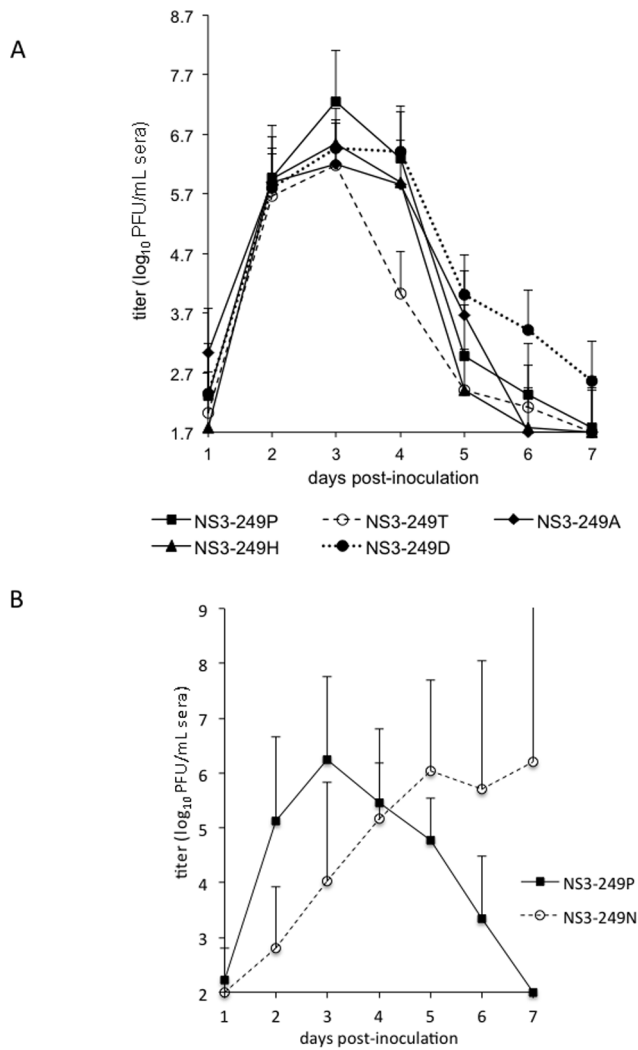 A
titer (log10 PFU/mL sera)
8.7
7.7
6.7
5.7
4.7
3.7
2.7
1.7
1 2 3 4 5 6 7
days post-inoculation
NS3-249P NS3-249T NS3-249A
NS3-249H NS3-249D
B
titer (log10 PFU/mL sera)
9
8
7
6
5
4
3
2
1 2 3 4 5 6 7
days post-inoculation
NS3-249P
NS3-249N